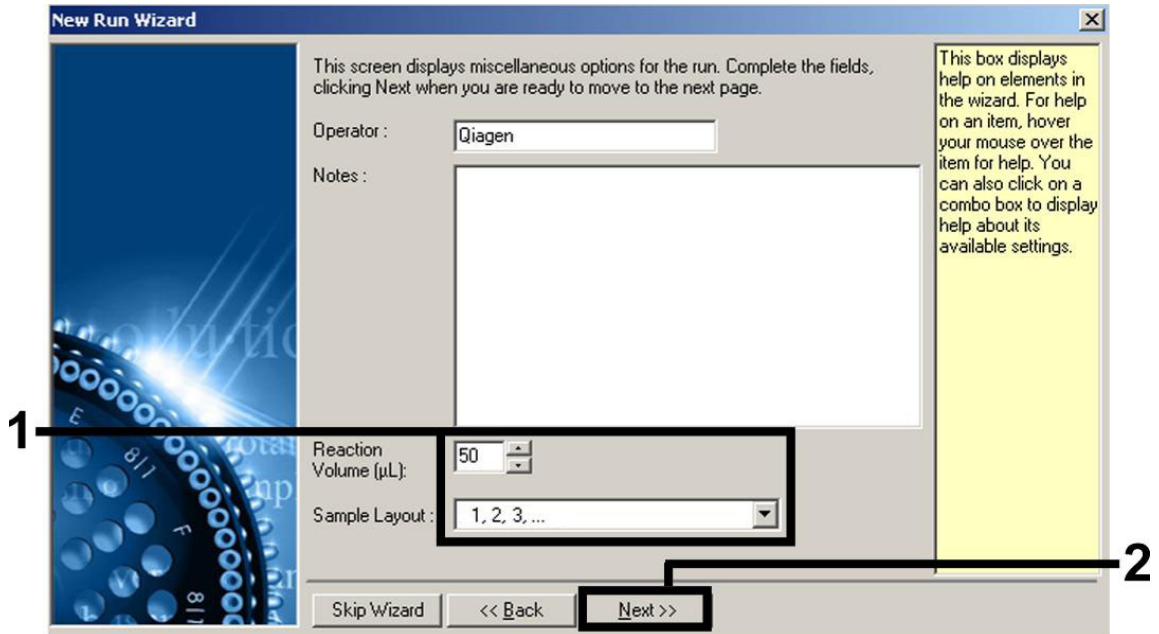 New Run Wizard
This screen displays miscellaneous options for the run. Complete the fields,
clicking Next when you are ready to move to the next page.
Operator :
Qiagen
Notes :
1
Reaction
Volume (µL):
50
Sample Layout :
1, 2, 3, ...
Skip Wizard
<< Back
Next >>
2
This box displays
help on elements in
the wizard. For help
on an item, hover
your mouse over the
item for help. You
can also click on a
combo box to display
help about its
available settings.
E
8/1
F
8/1